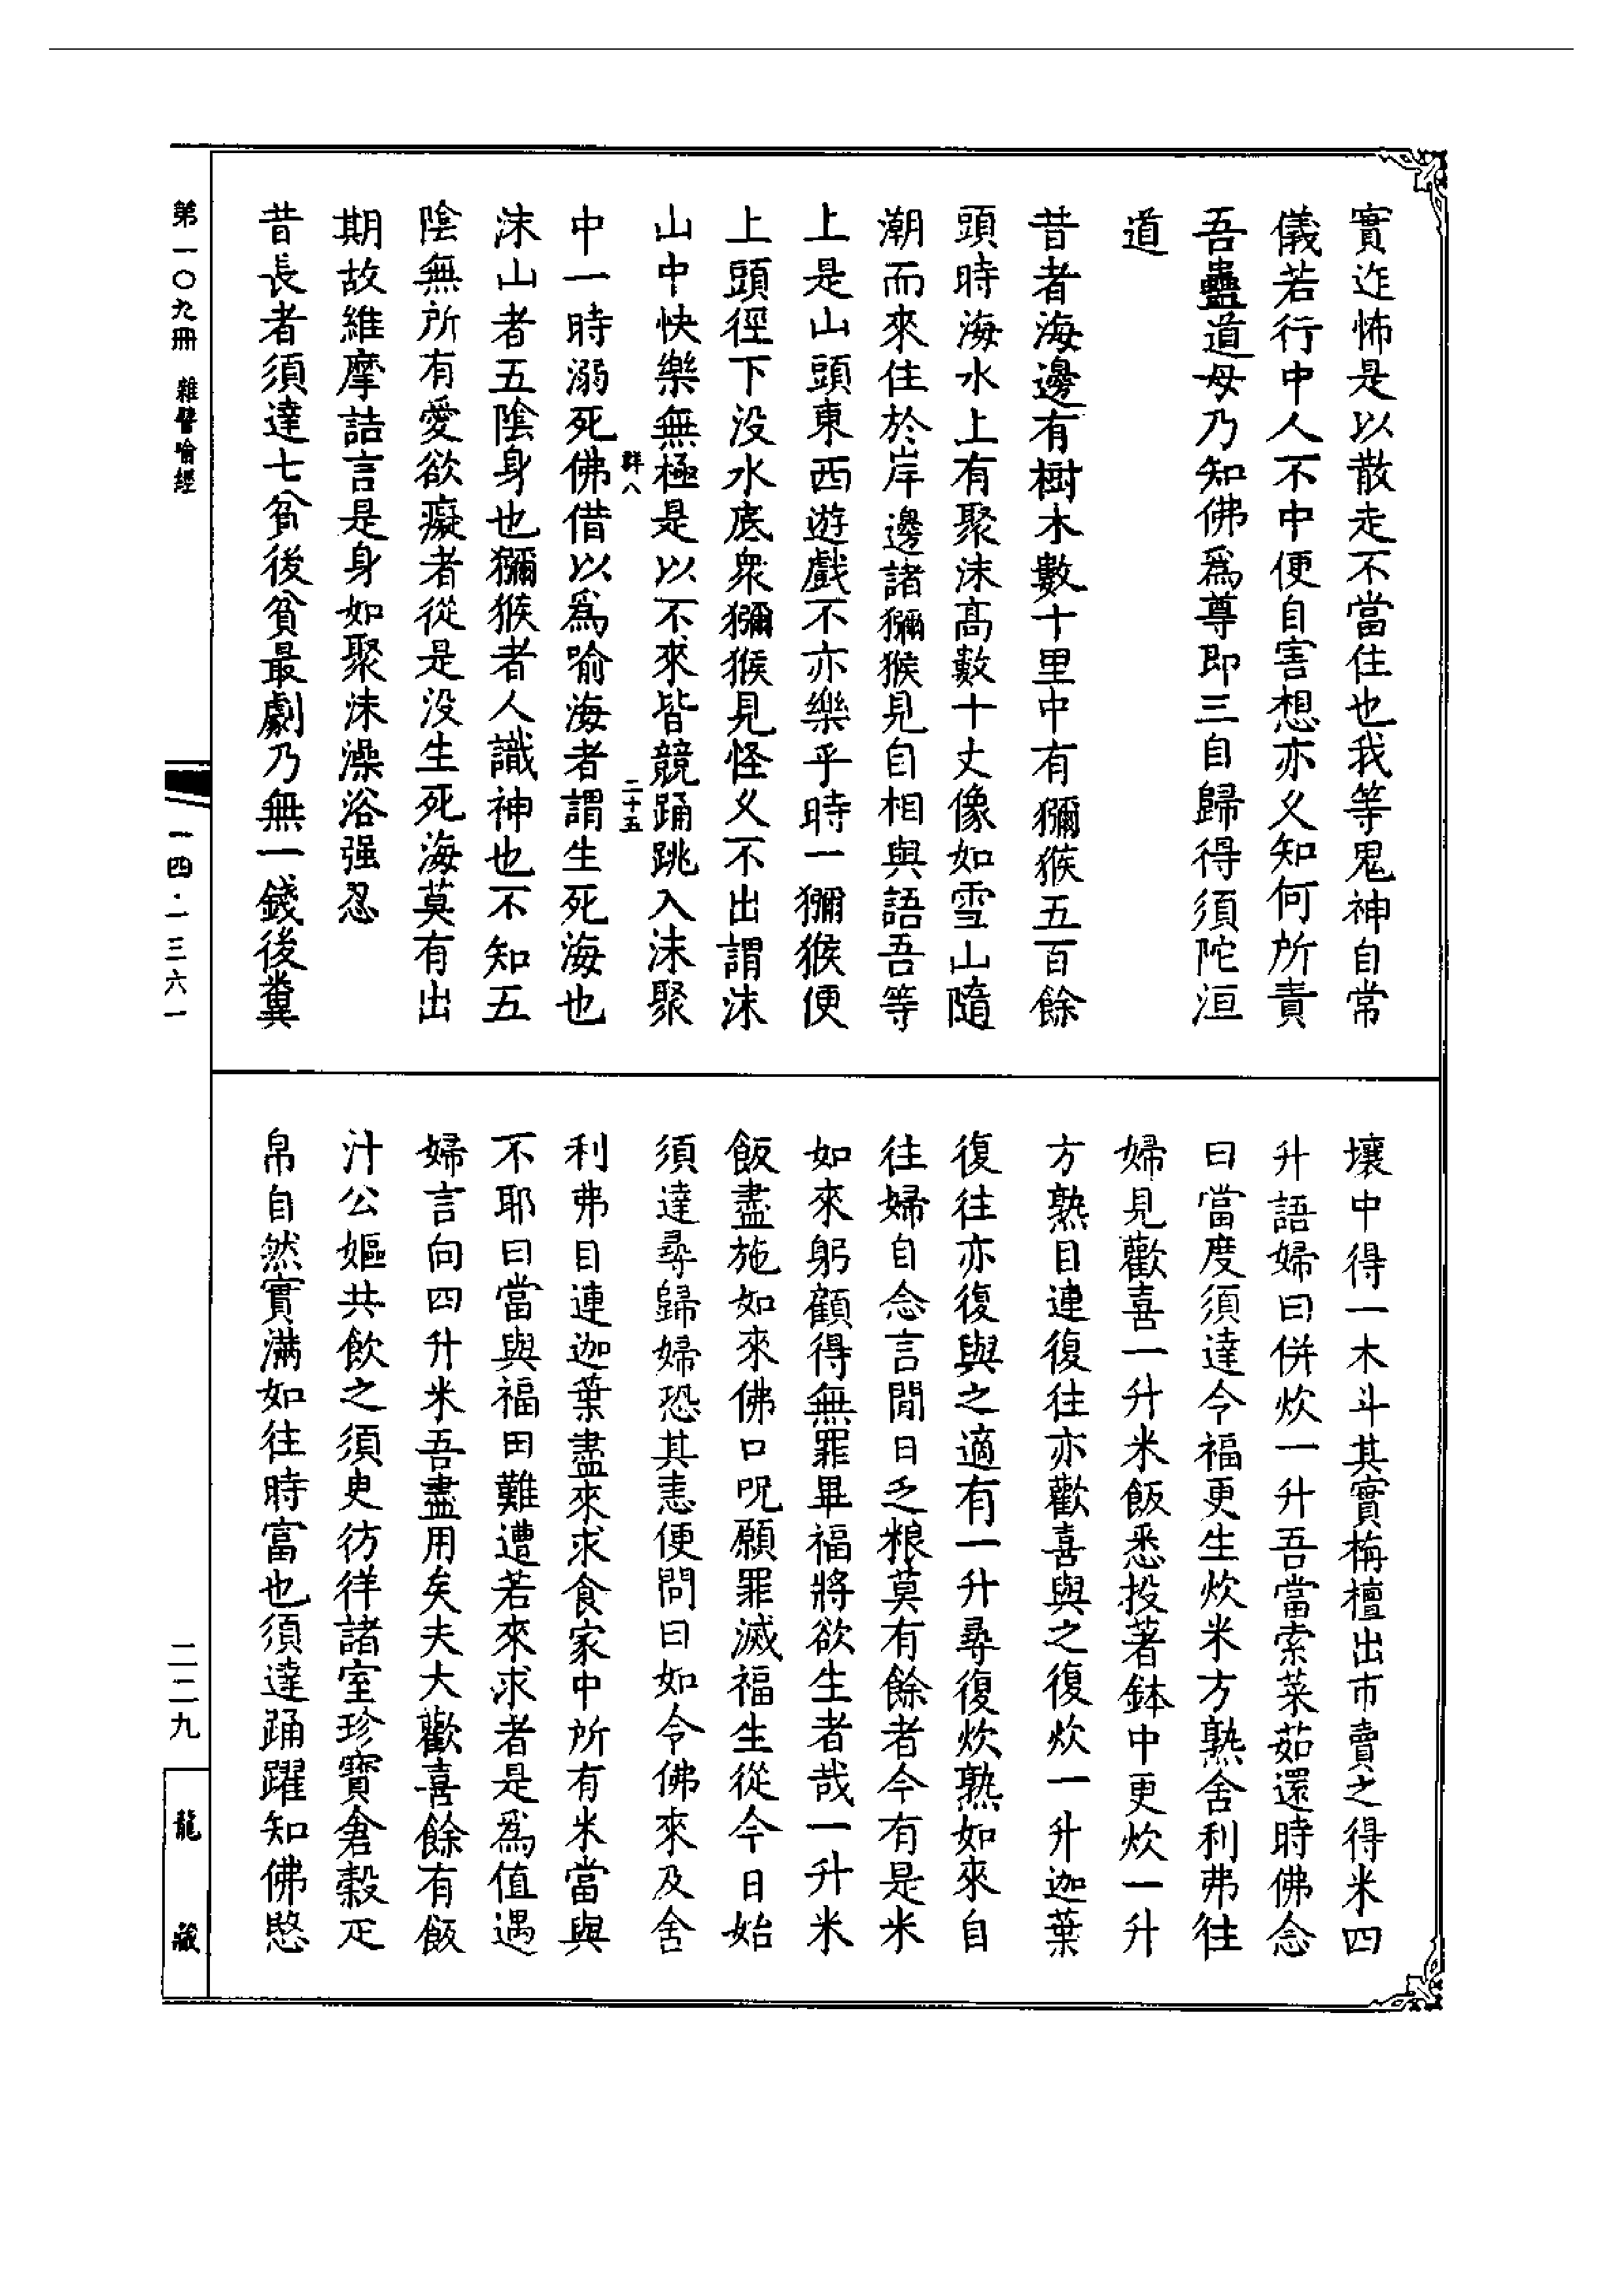 實迮怖是以散走不當住也我等鬼神自常
儀若行中人不中便自害想亦乂知何所責
吾蠱道母乃知佛爲尊即三自歸得須陀洹
道
昔者海邊有樹木數十里中有獼猴五百餘
頭時海水上有聚沫高數十丈像如雪山隨
潮而來住於岸邊諸獼猴見自相與語吾等
上是山頭東西遊戲不亦樂乎時一獼猴便
上頭徑下没水底衆獼猴見怪乂不出謂沫
山中快樂無極是以不來皆競踊跳入沫聚
群八 二十五
中一時溺死佛借以爲喻海者謂生死海也
沫山者五陰身也獼猴者人識神也不知五
陰無所有愛欲癡者從是没生死海莫有出
期故維摩詰言是身如聚沫澡浴强忍
昔長者須達七貧後貧最劇乃無一錢後糞
壤中得一木斗其實栴檀出市賣之得米四
升語婦曰併炊一升吾當索菜茹還時佛念
曰當度須達今福更生炊米方熟舍利弗往
婦見歡喜一升米飯悉投著鉢中更炊一升
方熟目連復往亦歡喜與之復炊一升迦葉
復往亦復與之適有一升尋復炊熟如來自
往婦自念言間日乏粮莫有餘者今有是米
如來躬顧得無罪畢福將欲生者哉一升米
飯盡施如來佛口呪願罪滅福生從今日始
須達尋歸婦恐其恚便問曰如令佛來及舍
利弗目連迦葉盡來求食家中所有米當與
不耶曰當與福田難遭若來求者是爲值遇
婦言向四升米吾盡用矣夫大歡喜餘有飯
汁公嫗共飲之須臾彷徉諸室珍寶倉穀疋
帛自然實滿如往時富也須達踊躍知佛愍
第一〇九冊 雜譬喻經
一四·一三六一
二二九
龍藏